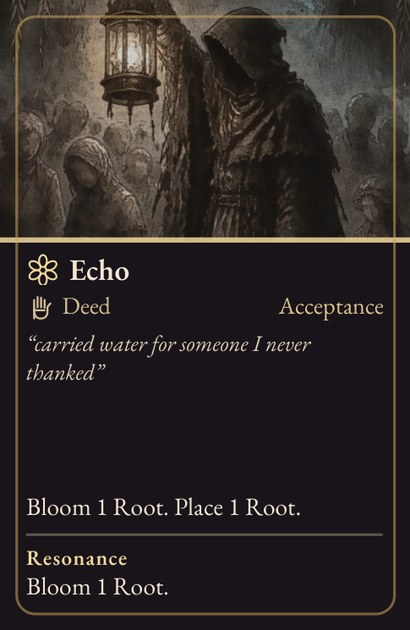 Echo
Deed Acceptance
“carried water for someone I never
thanked”
Bloom 1 Root. Place 1 Root.
Resonance
Bloom 1 Root.